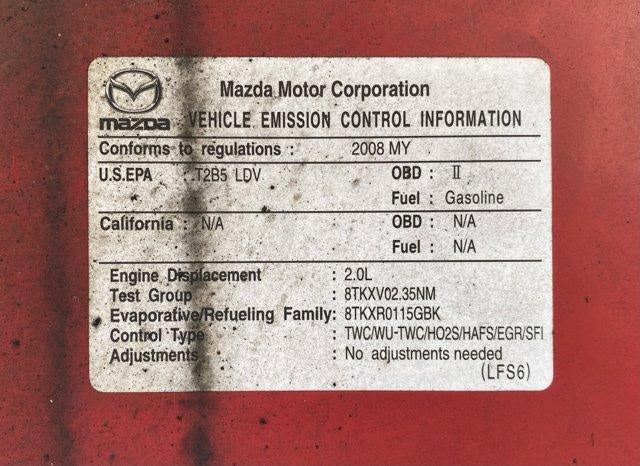 Mazda Motor Corporation
mazda VEHICLE EMISSION CONTROL INFORMATION
Conforms to regulations : 2008 MY
U.S.EPA : T2B5 LDV OBD : II
Fuel : Gasoline
California : N/A OBD : N/A
Fuel : N/A
Engine Displacement : 2.0L
Test Group : 8TKXV02.35NM
Evaporative/Refueling Family: 8TKXR0115GBK
Control Type : TWC/WU-TWC/HO2S/HAFS/EGR/SFI
Adjustments : No adjustments needed
(LFS6)